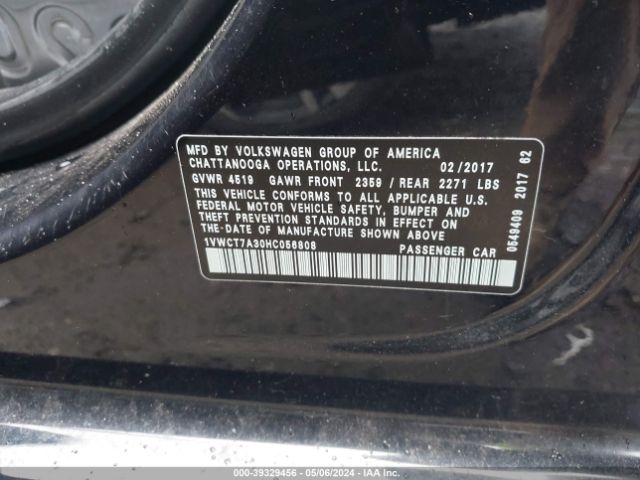 MFD BY VOLKSWAGEN GROUP OF AMERICA
CHATTANOOGA OPERATIONS, LLC. 02/2017
GVWR 4519 GAWR FRONT 2359 / REAR 2271 LBS
THIS VEHICLE CONFORMS TO ALL APPLICABLE U.S.
FEDERAL MOTOR VEHICLE SAFETY, BUMPER AND
THEFT PREVENTION STANDARDS IN EFFECT ON
THE-DATE OF MANUFACTURE SHOWN ABOVE.
1VWCT7A30HC056808 PASSENGER CAR
0549409 2017 62
000-39329456 - 05/06/2024 - IAA